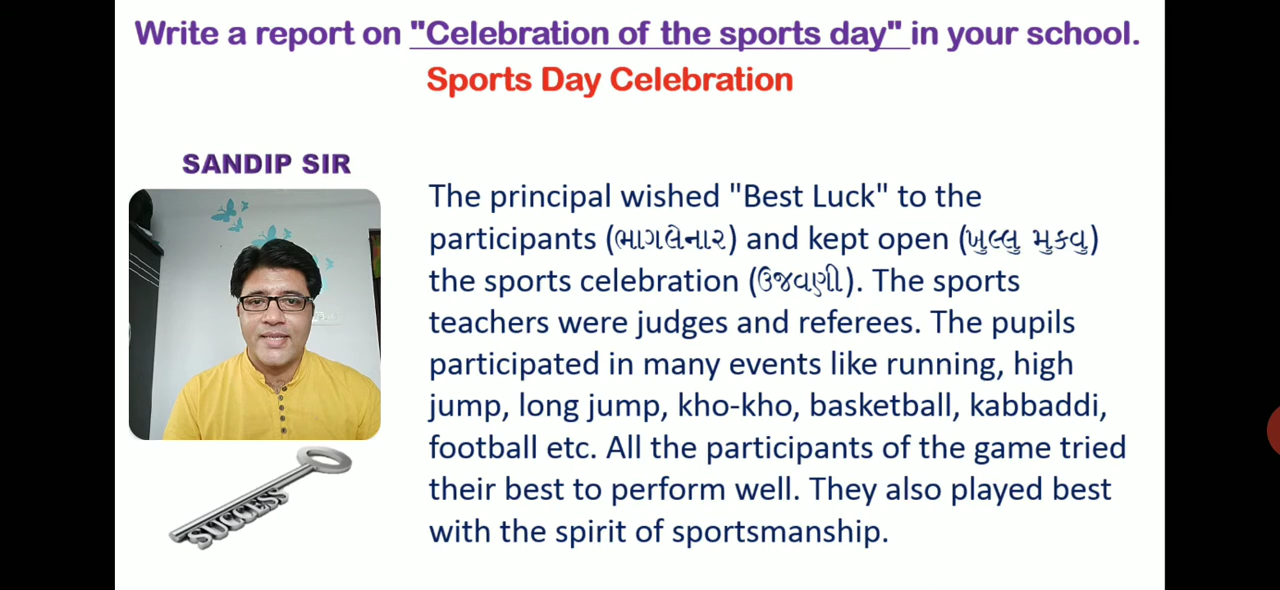 Write a report on "Celebration of the sports day" in your school.
Sports Day Celebration
SANDIP SIR
The principal wished "Best Luck" to the
participants (ભાગલેનાર) and kept open (ખુલ્લુ મુકવુ)
the sports celebration (ઉજવણી). The sports
teachers were judges and referees. The pupils
participated in many events like running, high
jump, long jump, kho-kho, basketball, kabbaddi,
football etc. All the participants of the game tried
their best to perform well. They also played best
with the spirit of sportsmanship.
SUCCESS